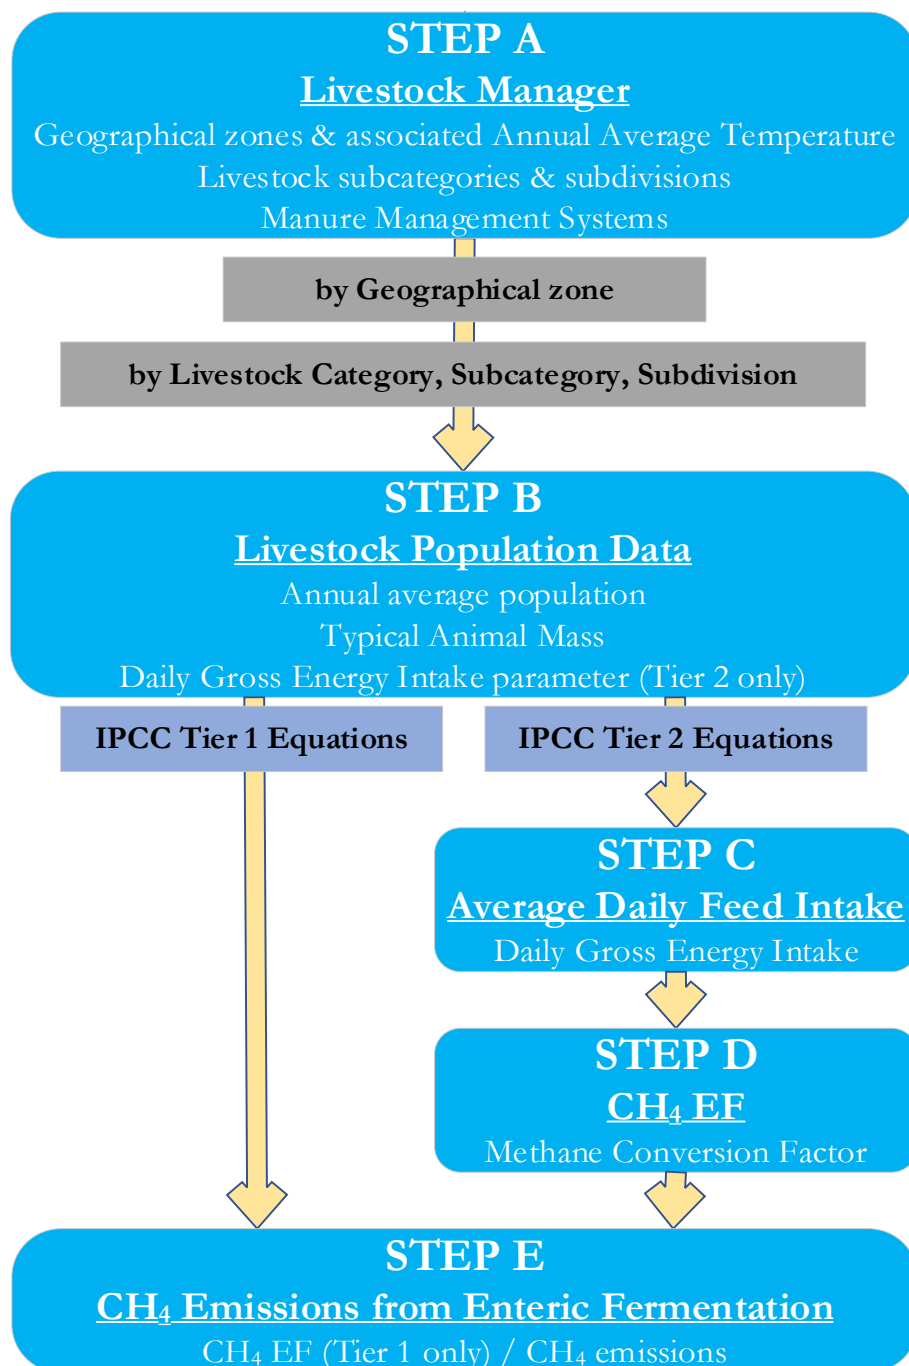 STEP A
Livestock Manager
Geographical zones & associated Annual Average Temperature
Livestock subcategories & subdivisions
Manure Management Systems
by Geographical zone
by Livestock Category, Subcategory, Subdivision
STEP B
Livestock Population Data
Annual average population
Typical Animal Mass
Daily Gross Energy Intake parameter (Tier 2 only)
IPCC Tier 1 Equations
IPCC Tier 2 Equations
STEP C
Average Daily Feed Intake
Daily Gross Energy Intake
STEP D
CH₄ EF
Methane Conversion Factor
STEP E
CH₄ Emissions from Enteric Fermentation
CH₄ EF (Tier 1 only) / CH₄ emissions